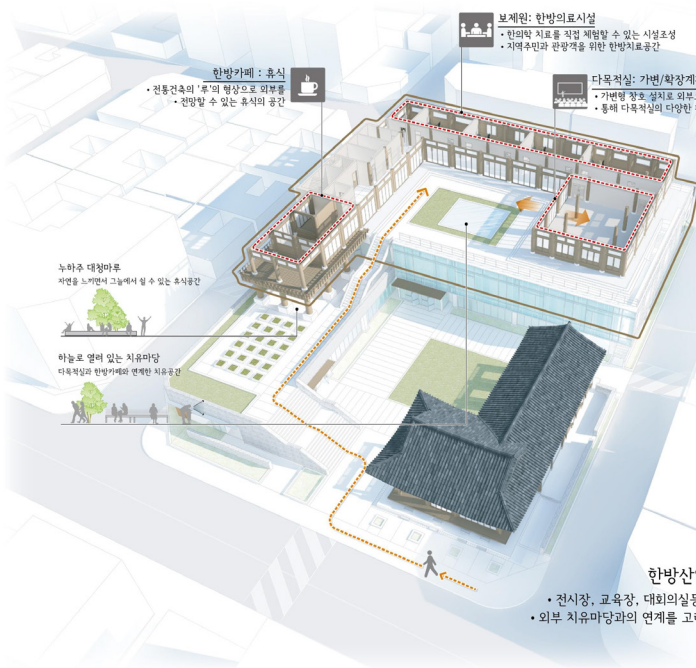 보제원: 한방의료시설
• 한의학 치료를 직접 체험할 수 있는 시설조성
• 지역주민과 관광객을 위한 한방치료공간
한방카페 : 휴식
• 전통건축의 '루'의 형상으로 외부를
• 전망할 수 있는 휴식의 공간
다목적실: 가변/확장계
• 가변형 창호 설치로 외부
• 통해 다목적실의 다양한
누하주 대청마루
자연을 느끼면서 그늘에서 쉴 수 있는 휴식공간
하늘로 열려 있는 치유마당
다목적실과 한방카페와 연계한 치유공간
한방산
• 전시장, 교육장, 대회의실등
• 외부 치유마당과의 연계를 고